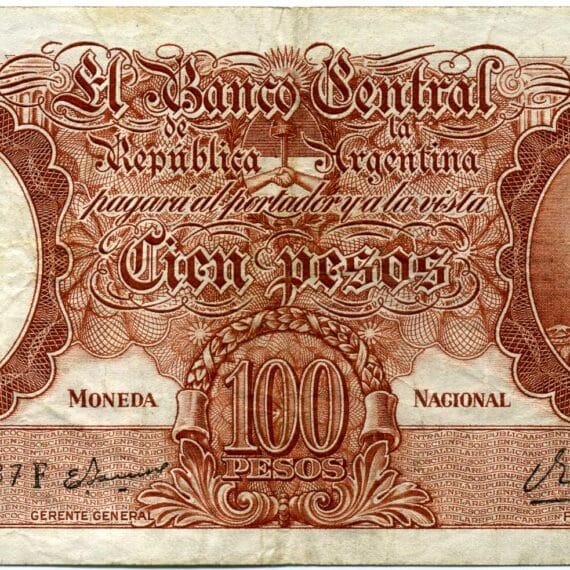 El Banco Central
de la
República Argentina
pagará al portador y a la vista
Cien pesos
MONEDA NACIONAL
100
PESOS
37 F
GERENTE GENERAL